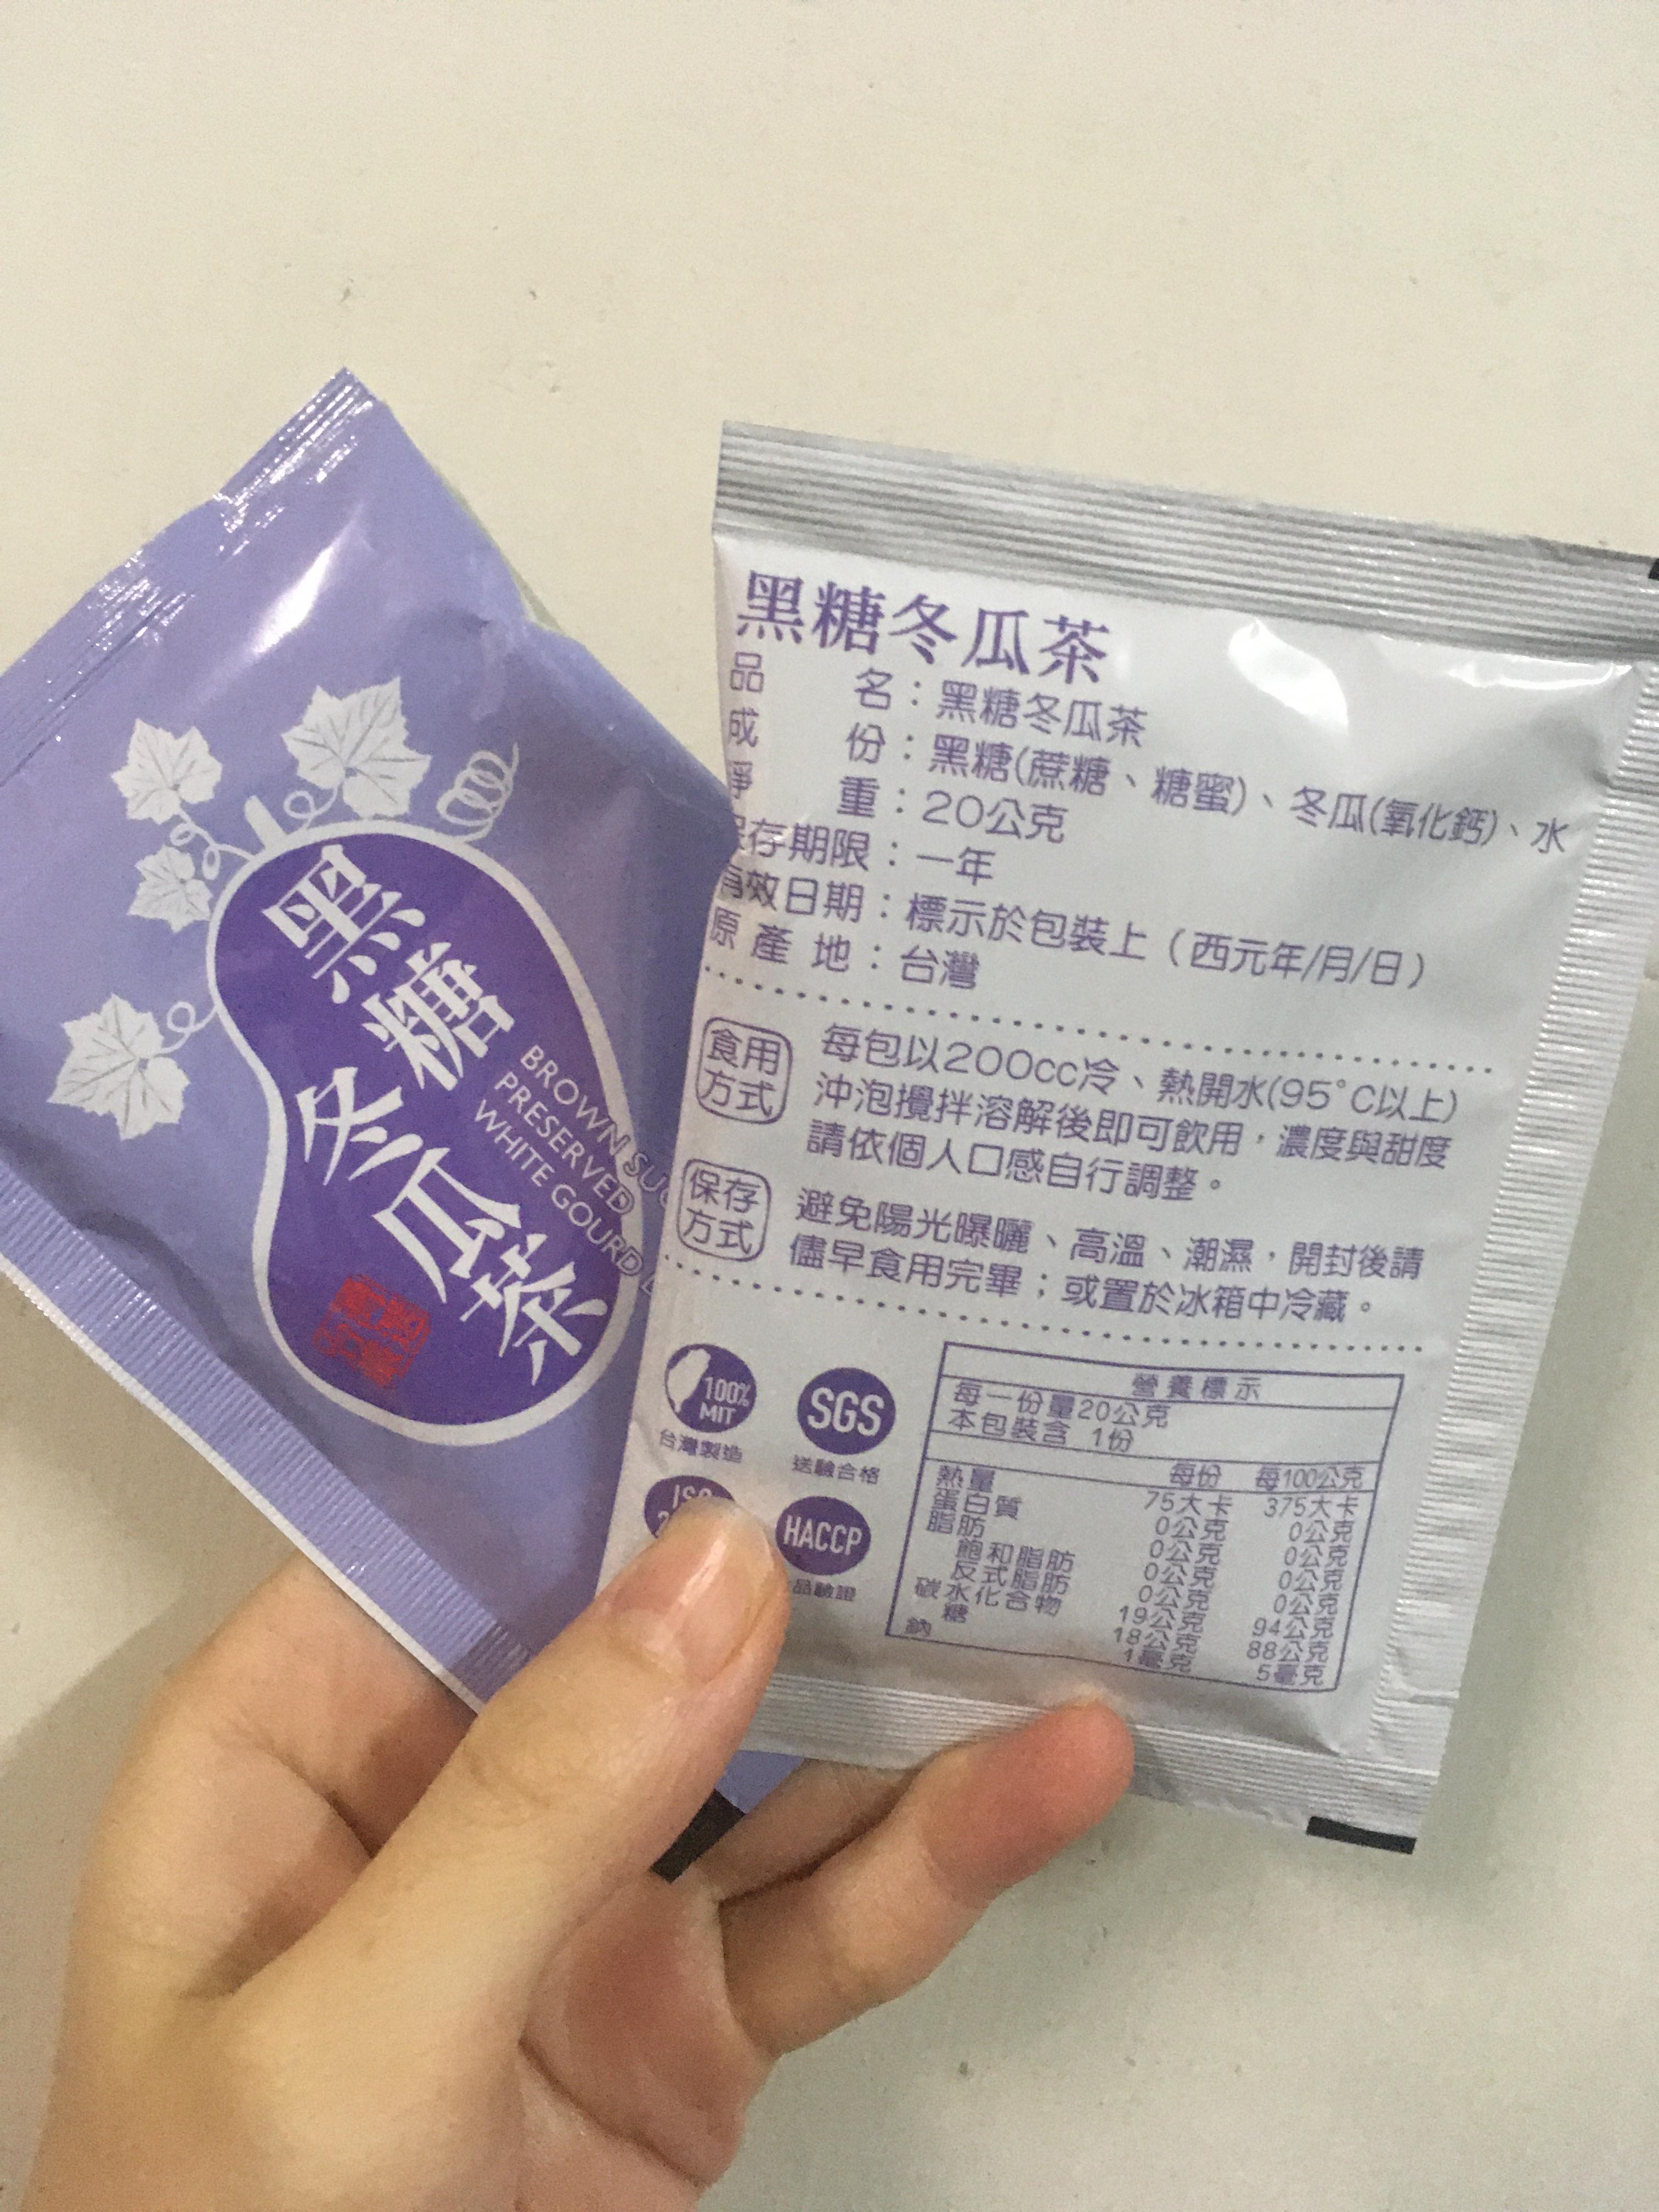 黑糖
冬瓜茶
BROWN
PRESERVED
WHITE GOURD
黑糖冬瓜茶
品名：黑糖冬瓜茶
成份：黑糖(蔗糖、糖蜜)、冬瓜(氧化鈣)、水
淨重：20公克
保存期限：一年
有效日期：標示於包裝上（西元年/月/日）
原產地：台灣
食用方式
每包以200cc冷、熱開水(95°C以上)
沖泡攪拌溶解後即可飲用，濃度與甜度
請依個人口感自行調整。
保存方式
避免陽光曝曬、高溫、潮濕，開封後請
儘早食用完畢；或置於冰箱中冷藏。
100%
MIT
台灣製造
SGS
送驗合格
ISO
HACCP
品驗證
營養標示
每一份量20公克
本包裝含 1份
每份 每100公克
熱量 75大卡 375大卡
蛋白質 0公克 0公克
脂肪 0公克 0公克
飽和脂肪 0公克 0公克
反式脂肪 0公克 0公克
碳水化合物 19公克 94公克
糖 18公克 88公克
鈉 1毫克 5毫克